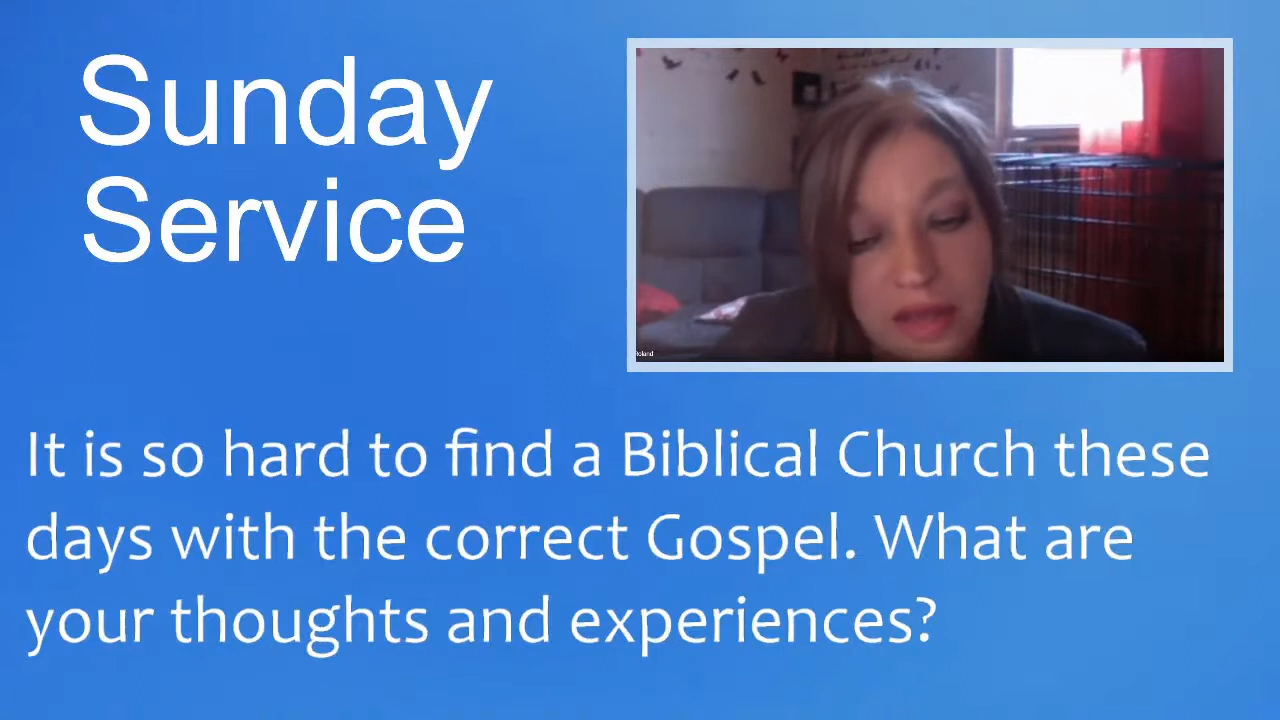 Sunday
Service
Roland
It is so hard to find a Biblical Church these
days with the correct Gospel. What are
your thoughts and experiences?